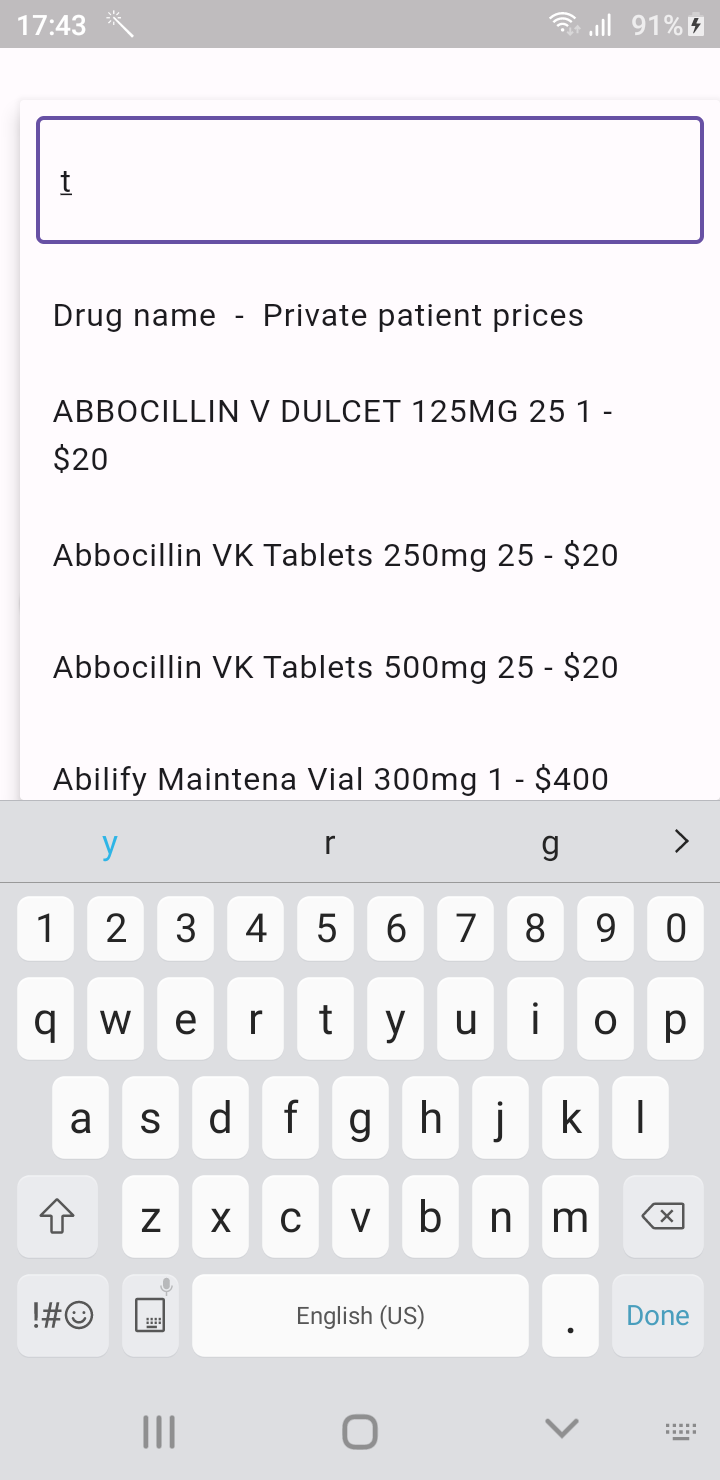 17:43 91%
t
Drug name - Private patient prices
ABBOCILLIN V DULCET 125MG 25 1 -
$20
Abbocillin VK Tablets 250mg 25 - $20
Abbocillin VK Tablets 500mg 25 - $20
Abilify Maintena Vial 300mg 1 - $400
y r g
1 2 3 4 5 6 7 8 9 0
q w e r t y u i o p
a s d f g h j k l
z x c v b n m
!#☺ English (US) . Done